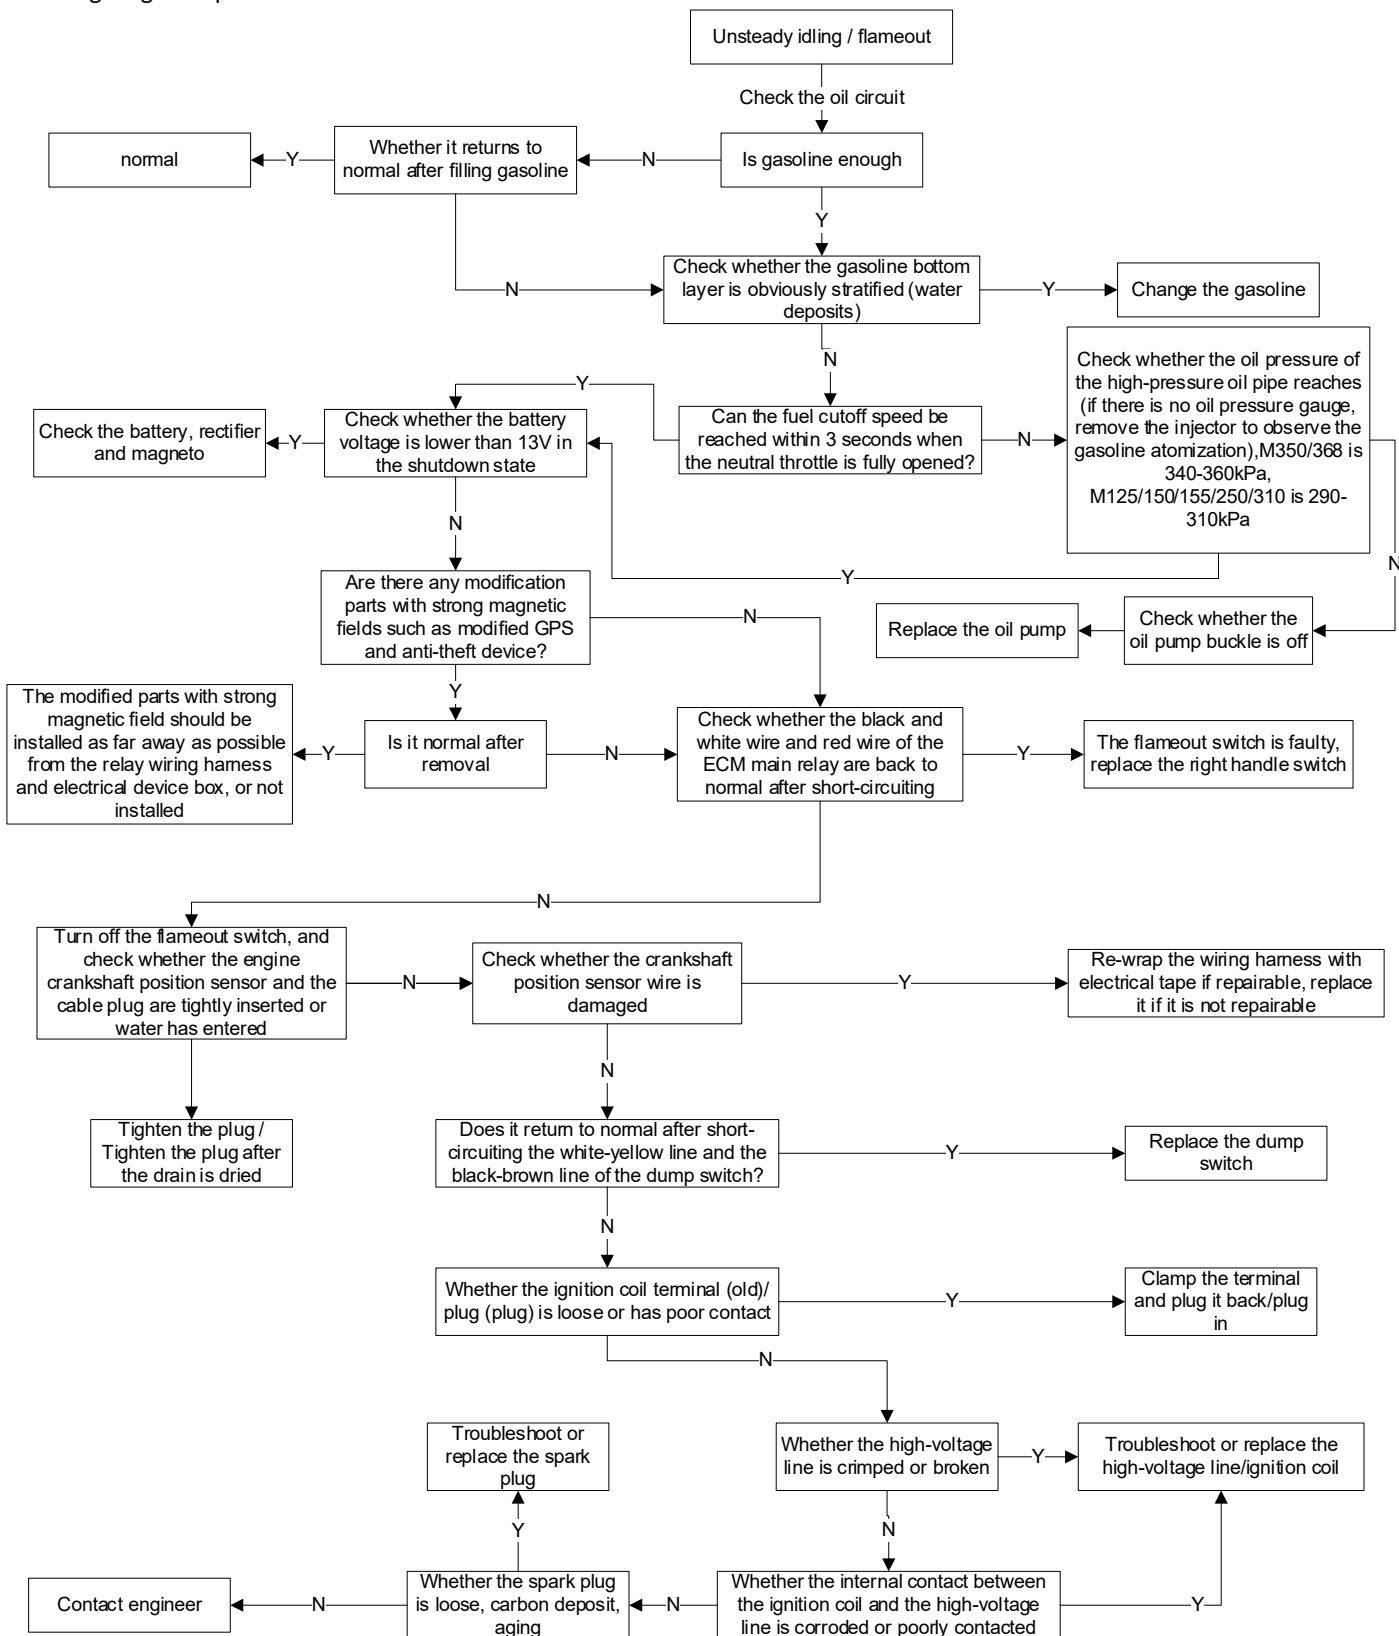 Unsteady idling / flameout
Check the oil circuit
normal
Y
Whether it returns to
normal after filling gasoline
N
Is gasoline enough
Y
N
Check whether the gasoline bottom
layer is obviously stratified (water
deposits)
Y
Change the gasoline
N
Check whether the oil pressure of
the high-pressure oil pipe reaches
(if there is no oil pressure gauge,
remove the injector to observe the
gasoline atomization),M350/368 is
340-360kPa,
M125/150/155/250/310 is 290-
310kPa
Y
Check the battery, rectifier
and magneto
Y
Check whether the battery
voltage is lower than 13V in
the shutdown state
Can the fuel cutoff speed be
reached within 3 seconds when
the neutral throttle is fully opened?
N
N
Y
N
Are there any modification
parts with strong magnetic
fields such as modified GPS
and anti-theft device?
N
Replace the oil pump
Check whether the
oil pump buckle is off
Y
The modified parts with strong
magnetic field should be
installed as far away as possible
from the relay wiring harness
and electrical device box, or not
installed
Y
Is it normal after
removal
N
Check whether the black and
white wire and red wire of the
ECM main relay are back to
normal after short-circuiting
Y
The flameout switch is faulty,
replace the right handle switch
N
Turn off the flameout switch, and
check whether the engine
crankshaft position sensor and the
cable plug are tightly inserted or
water has entered
N
Check whether the crankshaft
position sensor wire is
damaged
Y
Re-wrap the wiring harness with
electrical tape if repairable, replace
it if it is not repairable
N
Tighten the plug /
Tighten the plug after
the drain is dried
Does it return to normal after short-
circuiting the white-yellow line and the
black-brown line of the dump switch?
Y
Replace the dump
switch
N
Whether the ignition coil terminal (old)/
plug (plug) is loose or has poor contact
Y
Clamp the terminal
and plug it back/plug
in
N
Troubleshoot or
replace the spark
plug
Whether the high-voltage
line is crimped or broken
Y
Troubleshoot or replace the
high-voltage line/ignition coil
Y
N
Contact engineer
N
Whether the spark plug
is loose, carbon deposit,
aging
N
Whether the internal contact between
the ignition coil and the high-voltage
line is corroded or poorly contacted
Y